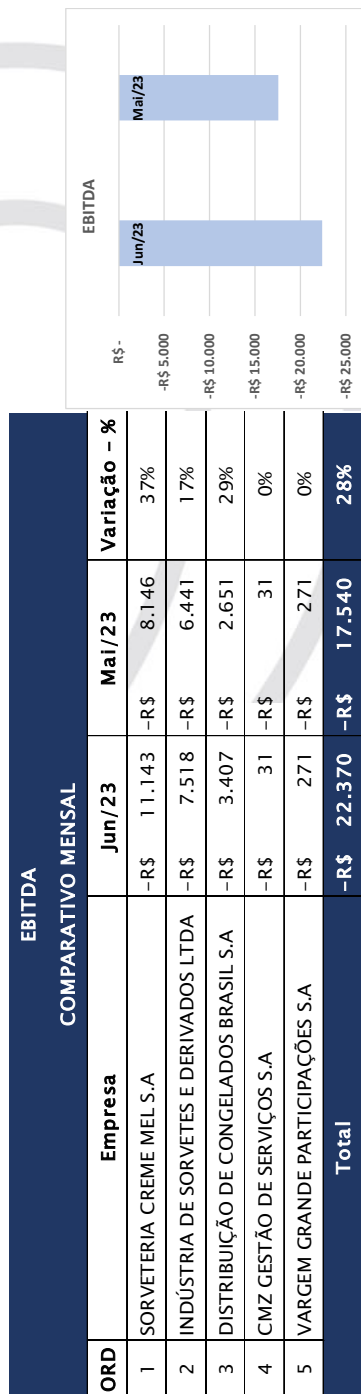 EBITDA
COMPARATIVO MENSAL
ORD Empresa Jun/23 Mai/23 Variação – %
1 SORVETERIA CREME MEL S.A –R$ 11.143 –R$ 8.146 37%
2 INDÚSTRIA DE SORVETES E DERIVADOS LTDA –R$ 7.518 –R$ 6.441 17%
3 DISTRIBUIÇÃO DE CONGELADOS BRASIL S.A –R$ 3.407 –R$ 2.651 29%
4 CMZ GESTÃO DE SERVIÇOS S.A –R$ 31 –R$ 31 0%
5 VARGEM GRANDE PARTICIPAÇÕES S.A –R$ 271 –R$ 271 0%
Total –R$ 22.370 –R$ 17.540 28%
EBITDA
R$ -
-R$ 5.000
-R$ 10.000
-R$ 15.000
-R$ 20.000
-R$ 25.000
Jun/23
Mai/23